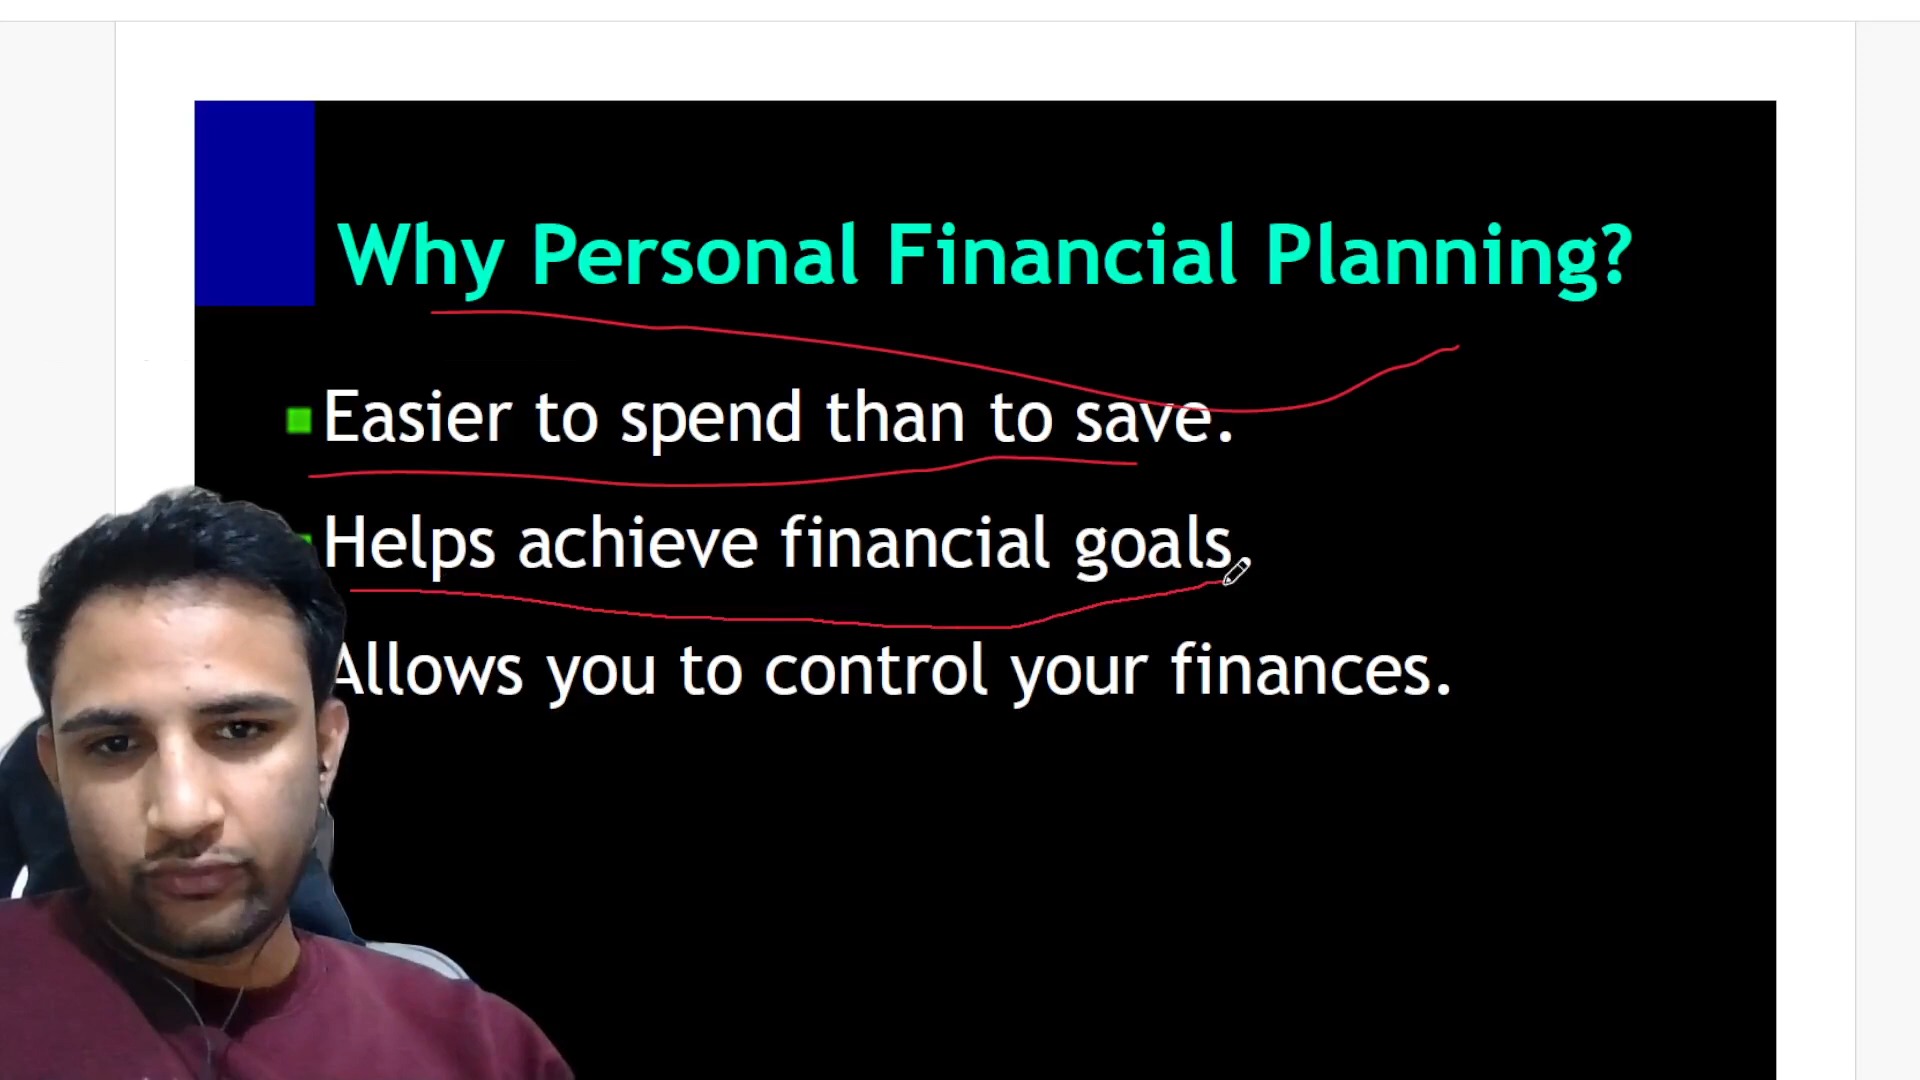 Why Personal Financial Planning?
Easier to spend than to save.
Helps achieve financial goals.
Allows you to control your finances.